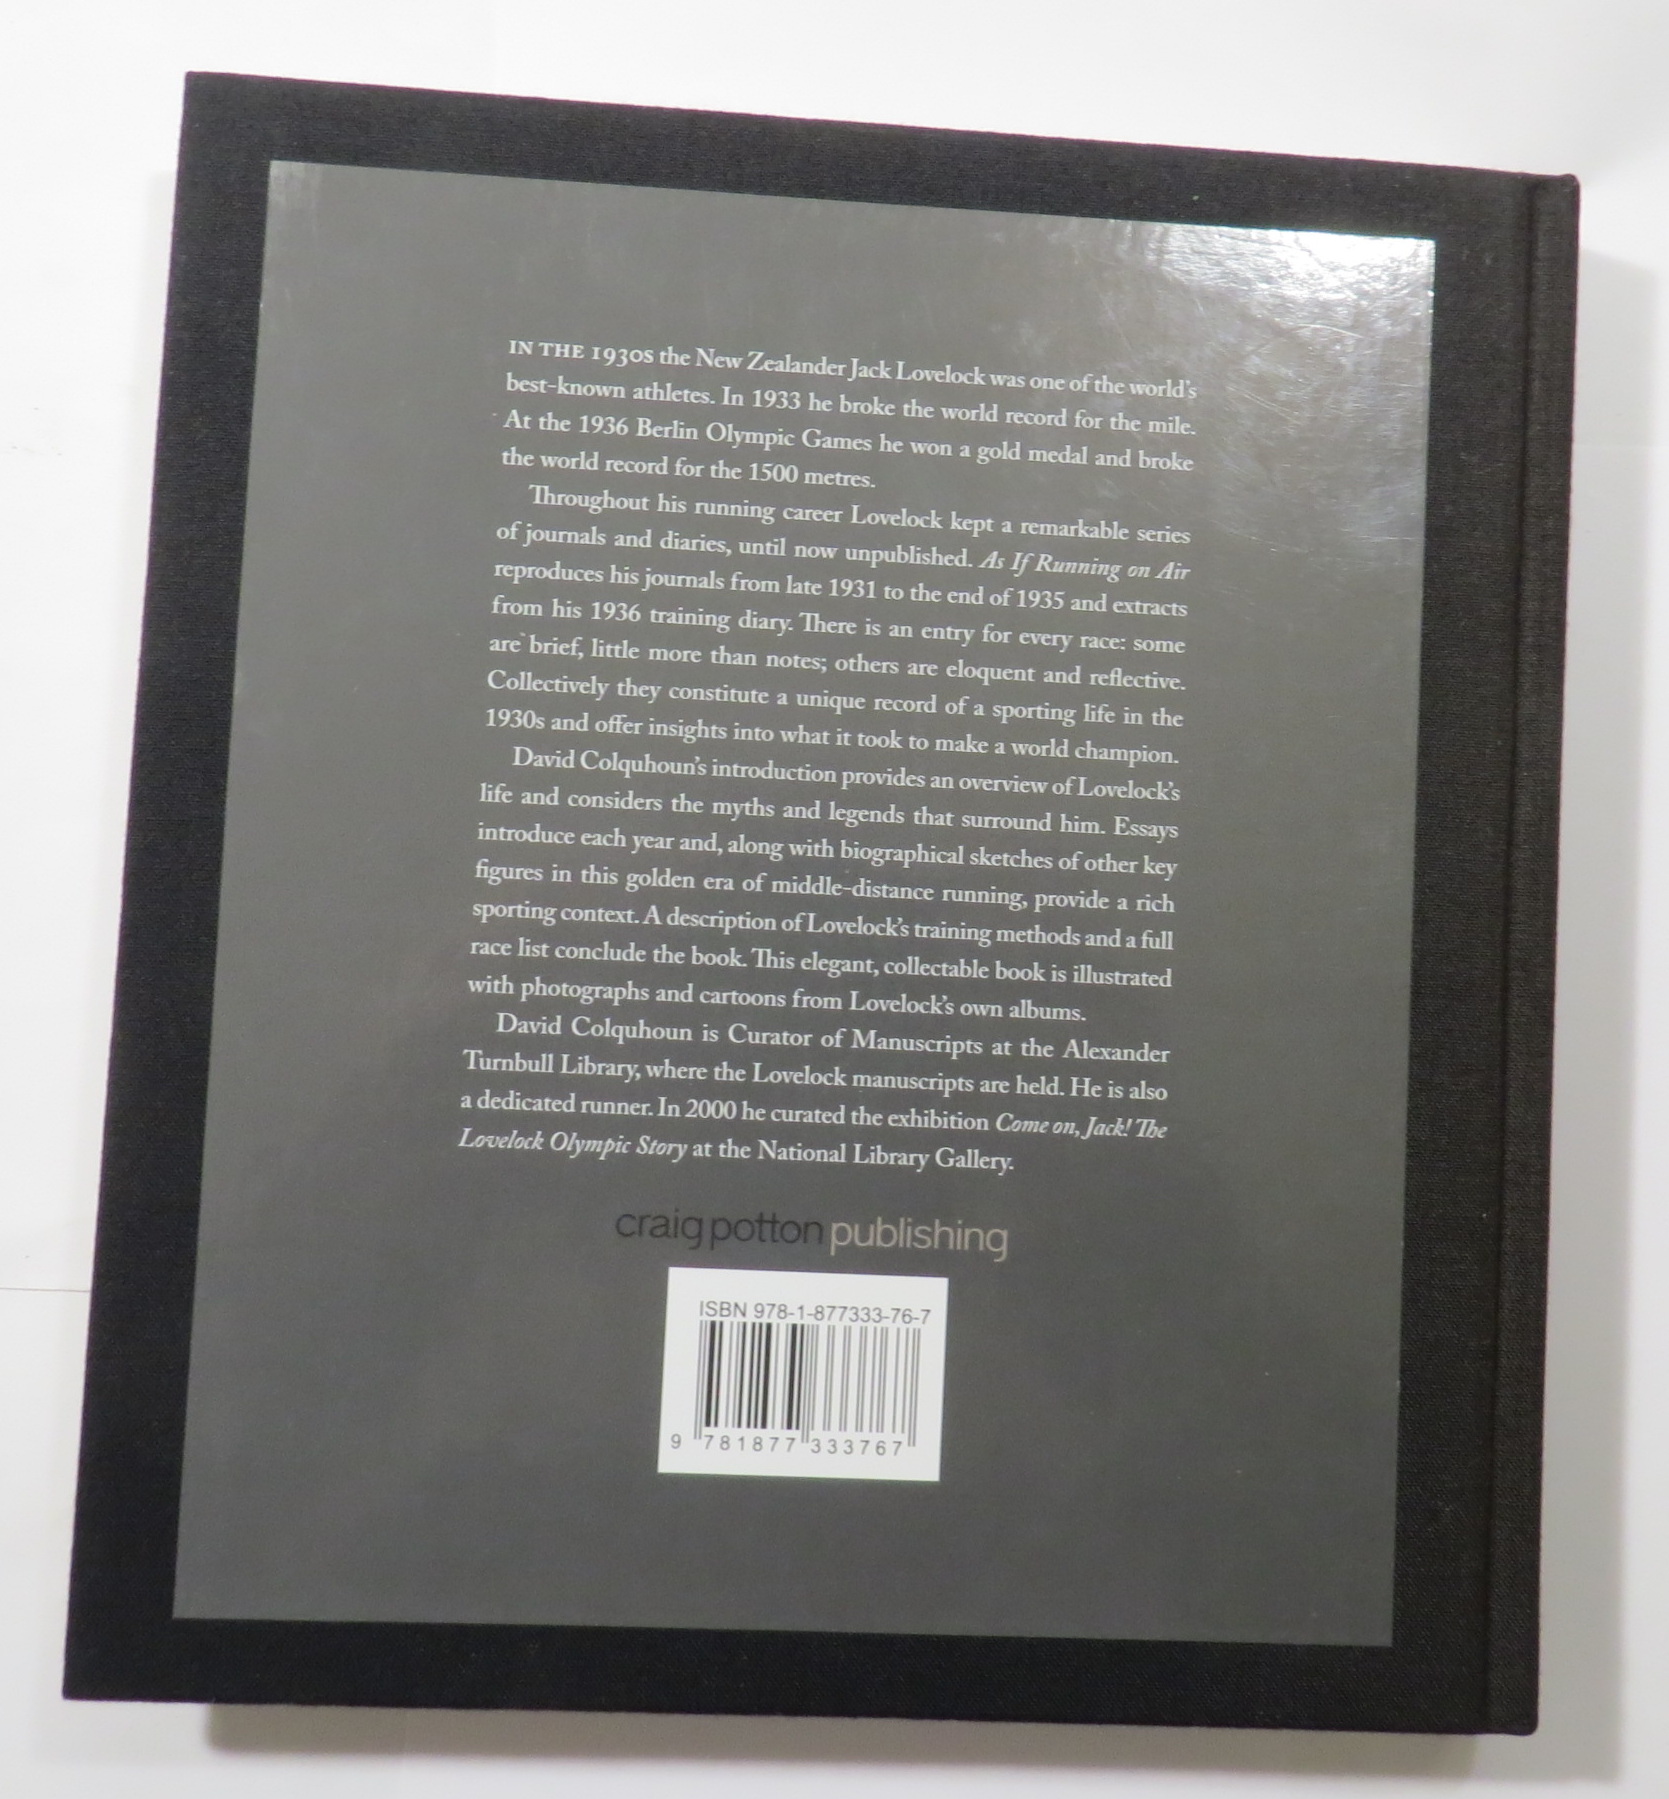 IN THE 1930s the New Zealander Jack Lovelock was one of the world's
best-known athletes. In 1933 he broke the world record for the mile.
At the 1936 Berlin Olympic Games he won a gold medal and broke
the world record for the 1500 metres.
Throughout his running career Lovelock kept a remarkable series
of journals and diaries, until now unpublished. As If Running on Air
reproduces his journals from late 1931 to the end of 1935 and extracts
from his 1936 training diary. There is an entry for every race: some
are brief, little more than notes; others are eloquent and reflective.
Collectively they constitute a unique record of a sporting life in the
1930s and offer insights into what it took to make a world champion.
David Colquhoun's introduction provides an overview of Lovelock's
life and considers the myths and legends that surround him. Essays
introduce each year and, along with biographical sketches of other key
figures in this golden era of middle-distance running, provide a rich
sporting context. A description of Lovelock's training methods and a full
race list conclude the book. This elegant, collectable book is illustrated
with photographs and cartoons from Lovelock's own albums.
David Colquhoun is Curator of Manuscripts at the Alexander
Turnbull Library, where the Lovelock manuscripts are held. He is also
a dedicated runner. In 2000 he curated the exhibition Come on, Jack! The
Lovelock Olympic Story at the National Library Gallery.
craig potton publishing
ISBN 978-1-877333-76-7
9 781877 333767